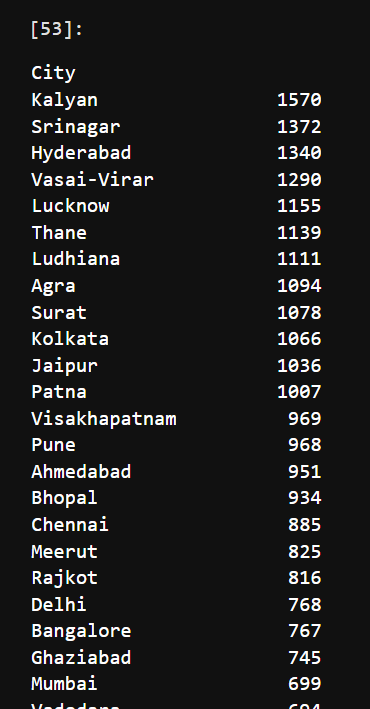 [53]:
City
Kalyan 1570
Srinagar 1372
Hyderabad 1340
Vasai-Virar 1290
Lucknow 1155
Thane 1139
Ludhiana 1111
Agra 1094
Surat 1078
Kolkata 1066
Jaipur 1036
Patna 1007
Visakhapatnam 969
Pune 968
Ahmedabad 951
Bhopal 934
Chennai 885
Meerut 825
Rajkot 816
Delhi 768
Bangalore 767
Ghaziabad 745
Mumbai 699